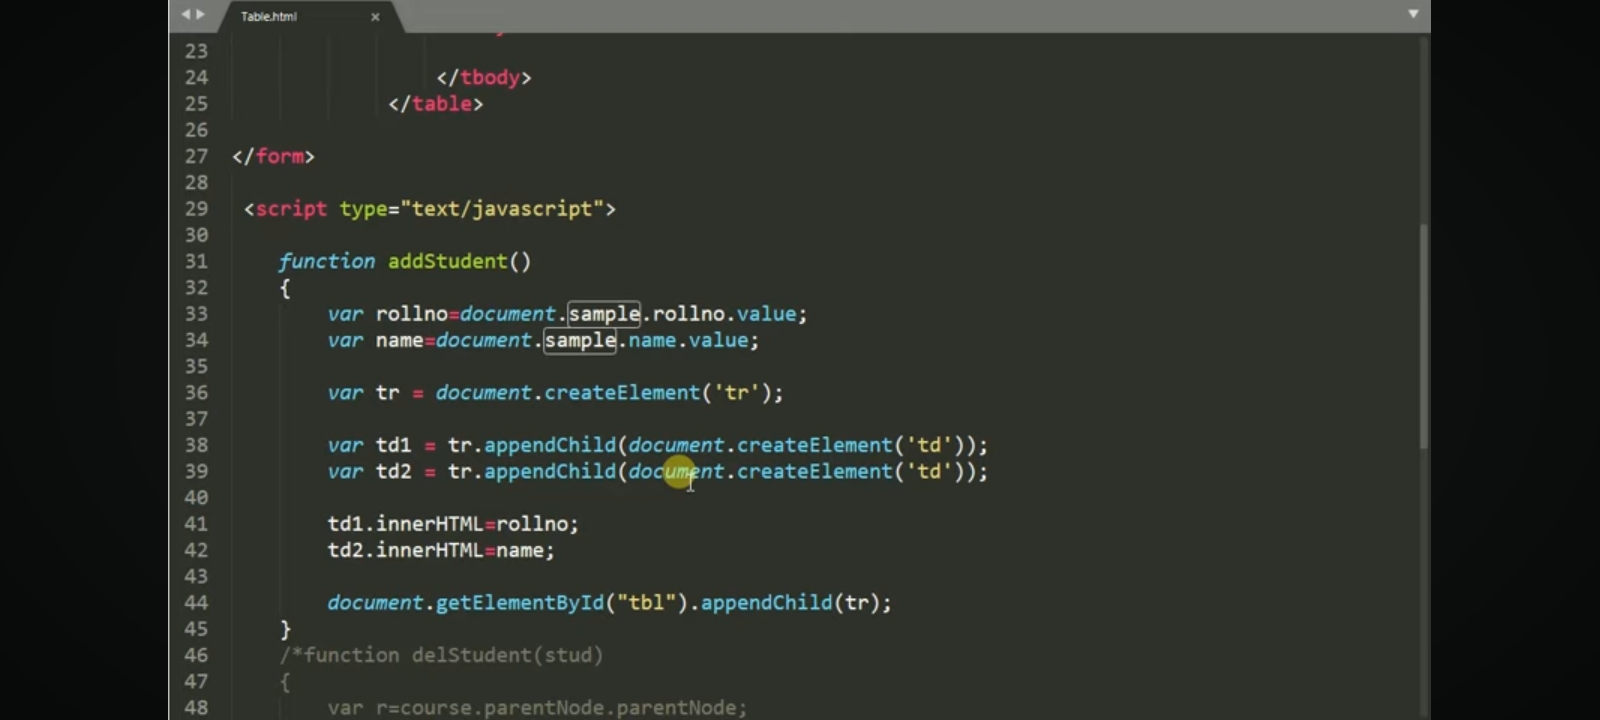 Table.html ×
23
24 </tbody>
25 </table>
26
27 </form>
28
29 <script type="text/javascript">
30
31 function addStudent()
32 {
33 var rollno=document.sample.rollno.value;
34 var name=document.sample.name.value;
35
36 var tr = document.createElement('tr');
37
38 var td1 = tr.appendChild(document.createElement('td'));
39 var td2 = tr.appendChild(document.createElement('td'));
40
41 td1.innerHTML=rollno;
42 td2.innerHTML=name;
43
44 document.getElementById("tbl").appendChild(tr);
45 }
46 /*function delStudent(stud)
47 {
48 var r=course.parentNode.parentNode;